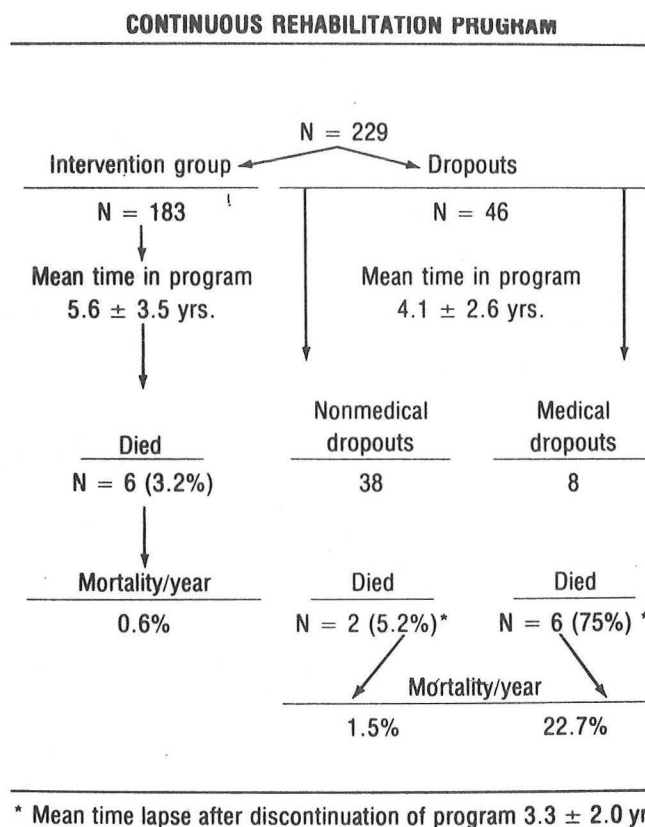 CONTINUOUS REHABILITATION PROGRAM
N = 229
Intervention group Dropouts
N = 183 N = 46
Mean time in program Mean time in program
5.6 ± 3.5 yrs. 4.1 ± 2.6 yrs.
Nonmedical Medical
Died dropouts dropouts
N = 6 (3.2%) 38 8
Mortality/year Died Died
0.6% N = 2 (5.2%)* N = 6 (75%) *
Mortality/year
1.5% 22.7%
* Mean time lapse after discontinuation of program 3.3 ± 2.0 yr